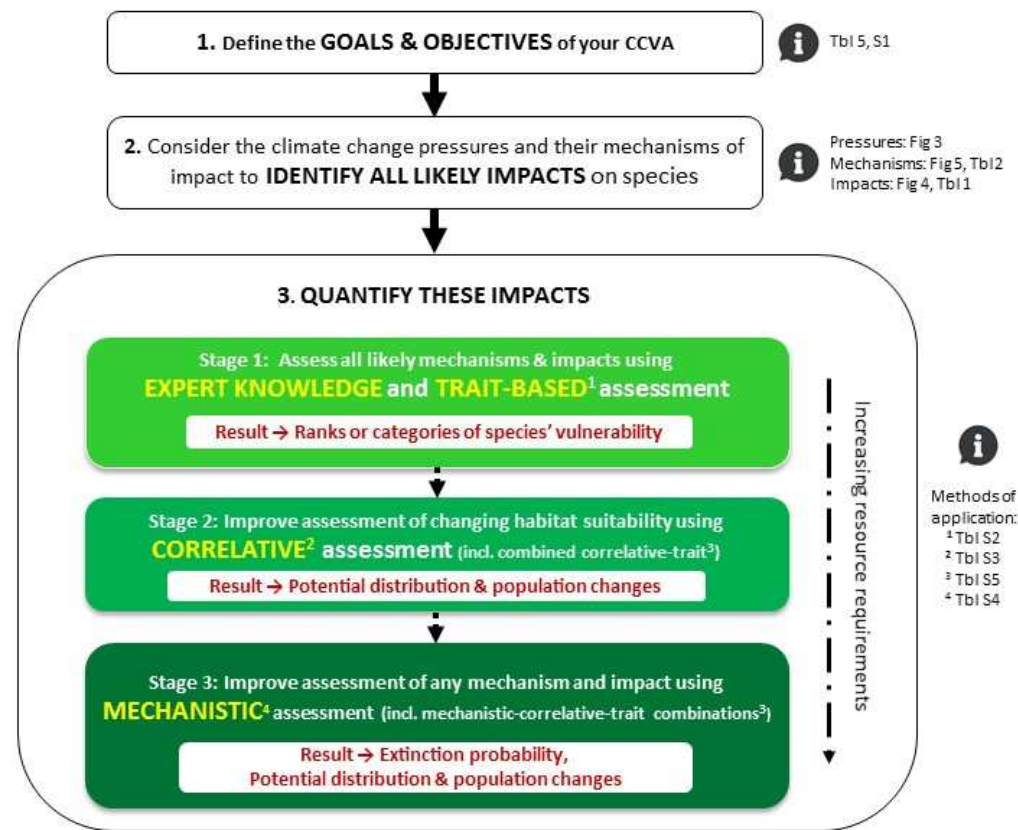 1. Define the GOALS & OBJECTIVES of your CCVA
Tbl 5, S1
2. Consider the climate change pressures and their mechanisms of
impact to IDENTIFY ALL LIKELY IMPACTS on species
Pressures: Fig 3
Mechanisms: Fig 5, Tbl 2
Impacts: Fig 4, Tbl 1
3. QUANTIFY THESE IMPACTS
Stage 1: Assess all likely mechanisms & impacts using
EXPERT KNOWLEDGE and TRAIT-BASED¹ assessment
Result → Ranks or categories of species' vulnerability
Stage 2: Improve assessment of changing habitat suitability using
CORRELATIVE² assessment (incl. combined correlative-trait³)
Result → Potential distribution & population changes
Stage 3: Improve assessment of any mechanism and impact using
MECHANISTIC⁴ assessment (incl. mechanistic-correlative-trait combinations³)
Result → Extinction probability,
Potential distribution & population changes
Increasing resource requirements
Methods of
application:
¹ Tbl S2
² Tbl S3
³ Tbl S5
⁴ Tbl S4